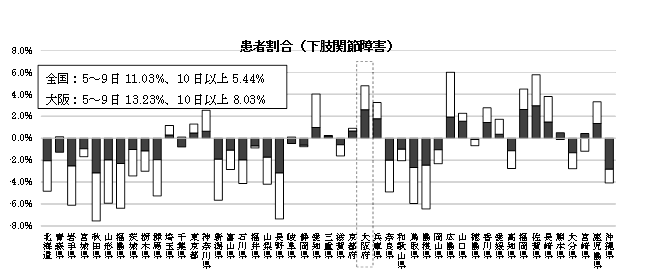 患者割合（下肢関節障害）
8.0%
6.0%
4.0%
2.0%
0.0%
-2.0%
-4.0%
-6.0%
-8.0%
全国：5～9日 11.03%、10日以上 5.44%
大阪：5～9日 13.23%、10日以上 8.03%
北海道
青森県
岩手県
宮城県
秋田県
山形県
福島県
茨城県
栃木県
群馬県
埼玉県
千葉県
東京都
神奈川県
新潟県
富山県
石川県
福井県
山梨県
長野県
岐阜県
静岡県
愛知県
三重県
滋賀県
京都府
大阪府
兵庫県
奈良県
和歌山県
鳥取県
島根県
岡山県
広島県
山口県
徳島県
香川県
愛媛県
高知県
福岡県
佐賀県
長崎県
熊本県
大分県
宮崎県
鹿児島県
沖縄県